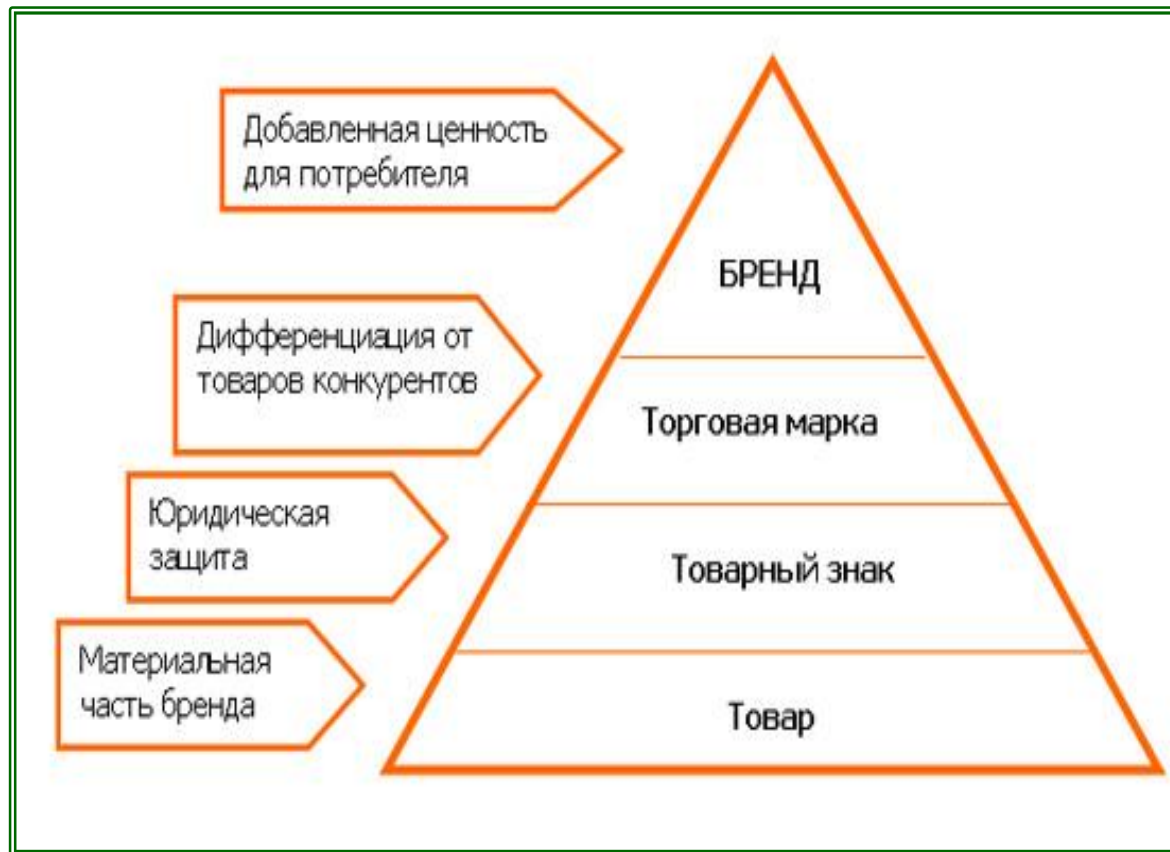 Добавленная ценность
для потребителя
БРЕНД
Дифференциация от
товаров конкурентов
Торговая марка
Юридическая
защита
Товарный знак
Материальная
часть бренда
Товар